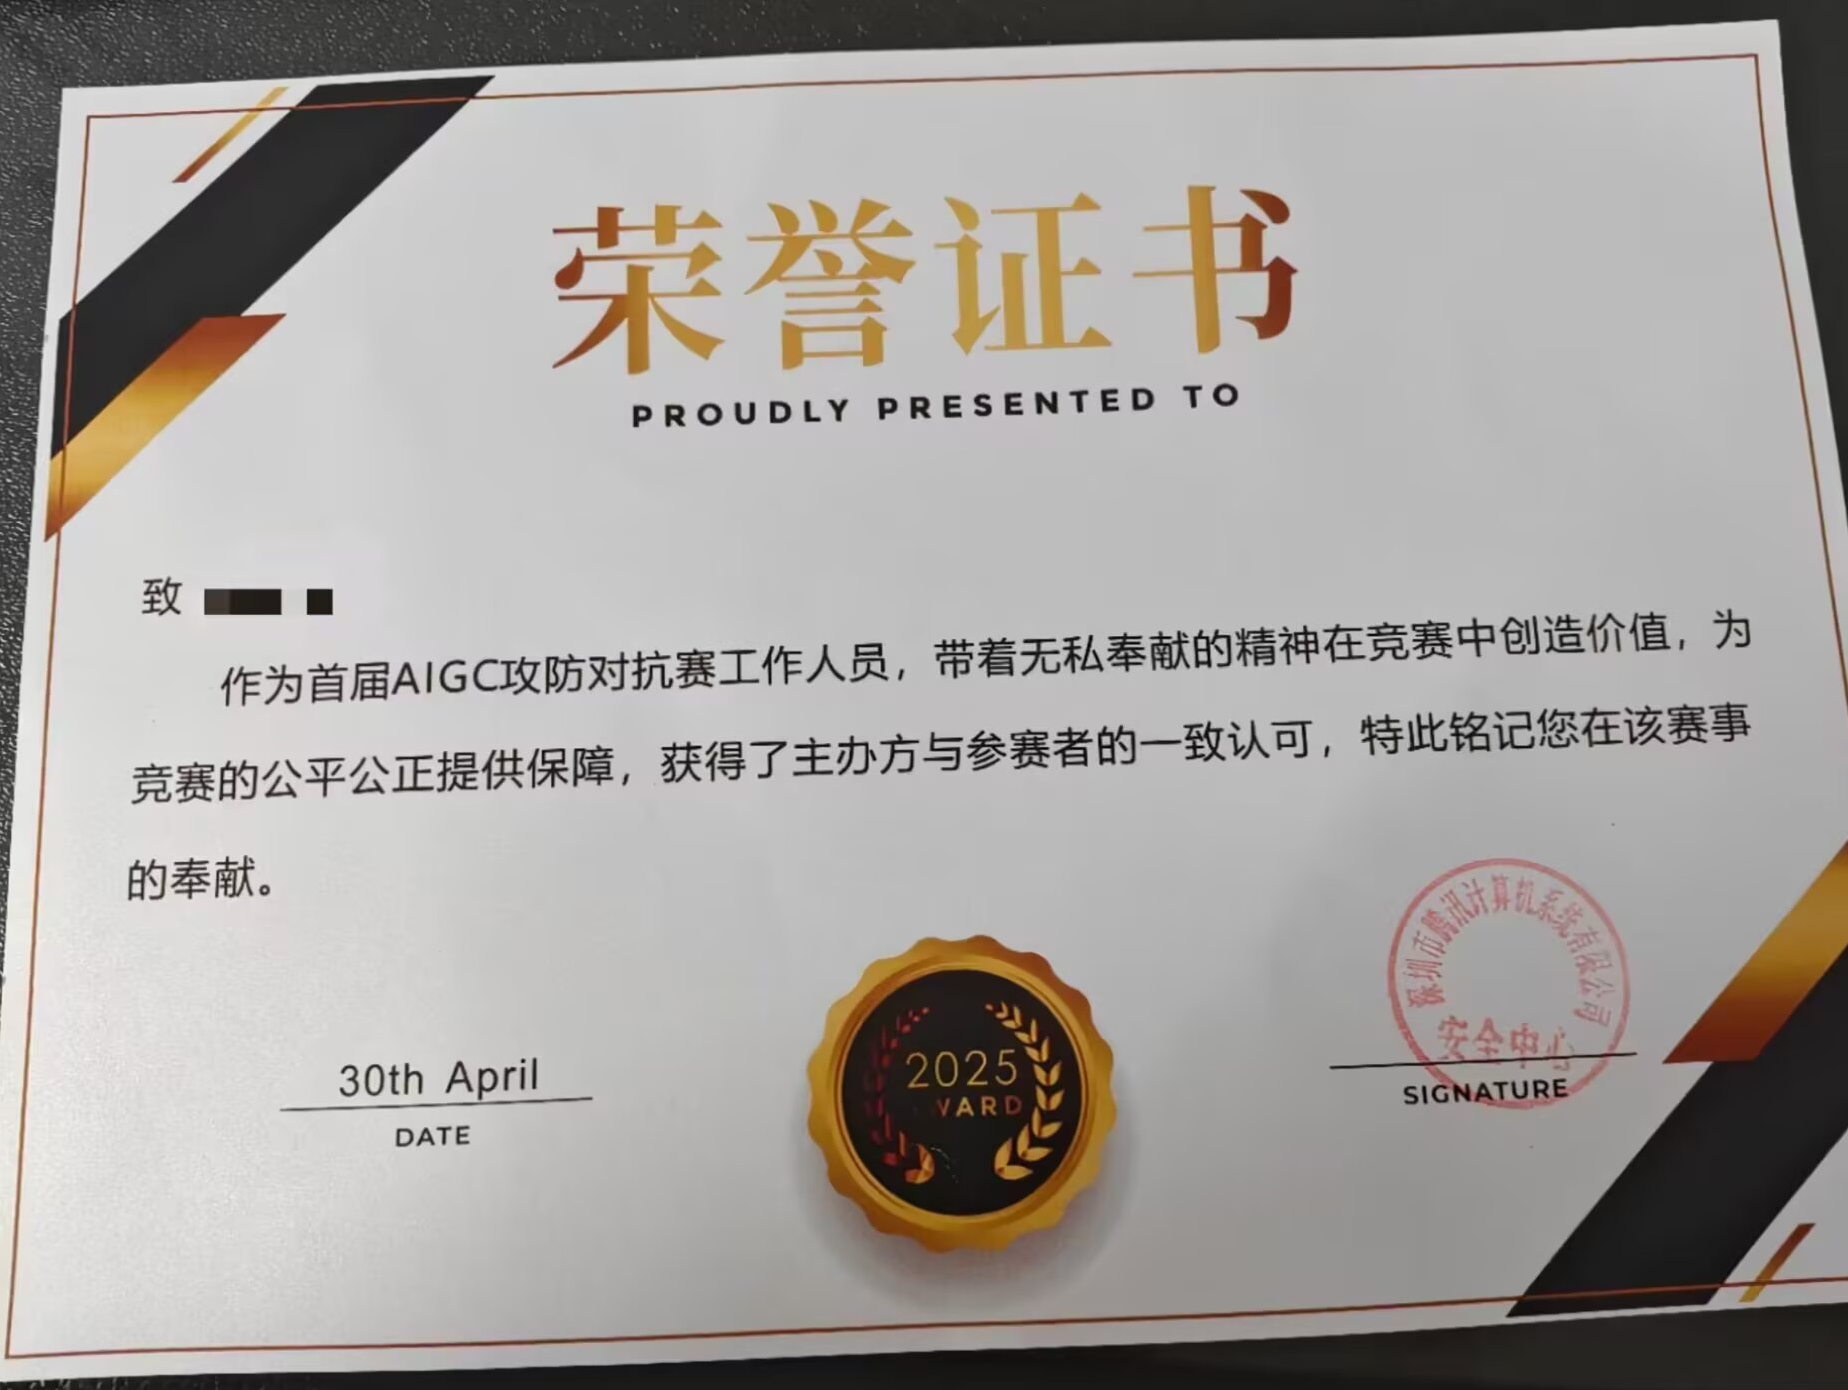 荣誉证书
PROUDLY PRESENTED TO
致
作为首届AIGC攻防对抗赛工作人员，带着无私奉献的精神在竞赛中创造价值，为
竞赛的公平公正提供保障，获得了主办方与参赛者的一致认可，特此铭记您在该赛事
的奉献。
30th April
DATE
2025
深圳市腾讯计算机系统有限公司
安全中心
SIGNATURE